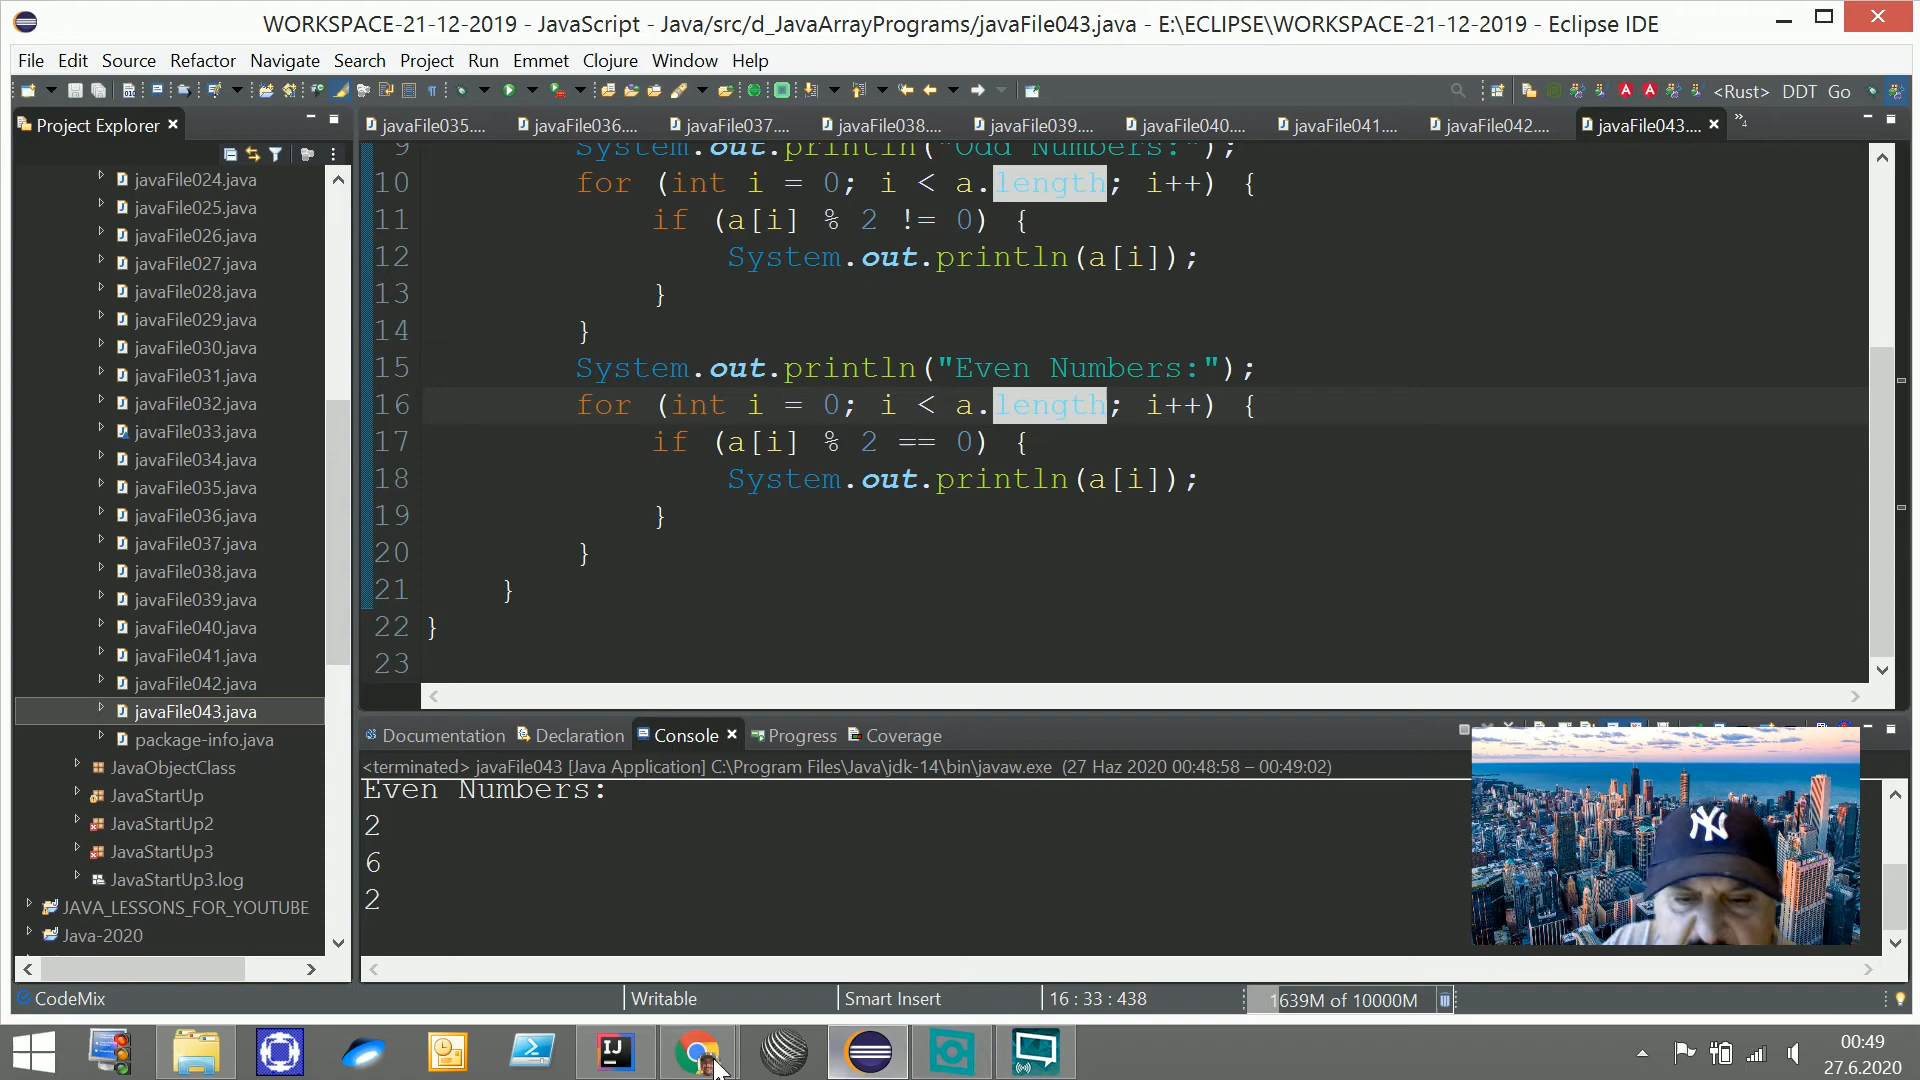 WORKSPACE-21-12-2019 - JavaScript - Java/src/d_JavaArrayPrograms/javaFile043.java - E:\ECLIPSE\WORKSPACE-21-12-2019 - Eclipse IDE
File Edit Source Refactor Navigate Search Project Run Emmet Clojure Window Help
<Rust> DDT Go
Project Explorer
javaFile035.... javaFile036.... javaFile037.... javaFile038.... javaFile039.... javaFile040.... javaFile041.... javaFile042.... javaFile043.... 4
javaFile024.java
javaFile025.java
javaFile026.java
javaFile027.java
javaFile028.java
javaFile029.java
javaFile030.java
javaFile031.java
javaFile032.java
javaFile033.java
javaFile034.java
javaFile035.java
javaFile036.java
javaFile037.java
javaFile038.java
javaFile039.java
javaFile040.java
javaFile041.java
javaFile042.java
javaFile043.java
package-info.java
JavaObjectClass
JavaStartUp
JavaStartUp2
JavaStartUp3
JavaStartUp3.log
JAVA_LESSONS_FOR_YOUTUBE
Java-2020
9 System.out.println("Odd Numbers:");
10 for (int i = 0; i < a.length; i++) {
11 if (a[i] % 2 != 0) {
12 System.out.println(a[i]);
13 }
14 }
15 System.out.println("Even Numbers:");
16 for (int i = 0; i < a.length; i++) {
17 if (a[i] % 2 == 0) {
18 System.out.println(a[i]);
19 }
20 }
21 }
22 }
23
Documentation Declaration Console Progress Coverage
<terminated> javaFile043 [Java Application] C:\Program Files\Java\jdk-14\bin\javaw.exe (27 Haz 2020 00:48:58 – 00:49:02)
Even Numbers:
2
6
2
NY
CodeMix Writable Smart Insert 16 : 33 : 438 1639M of 10000M
IJ
00:49
27.6.2020